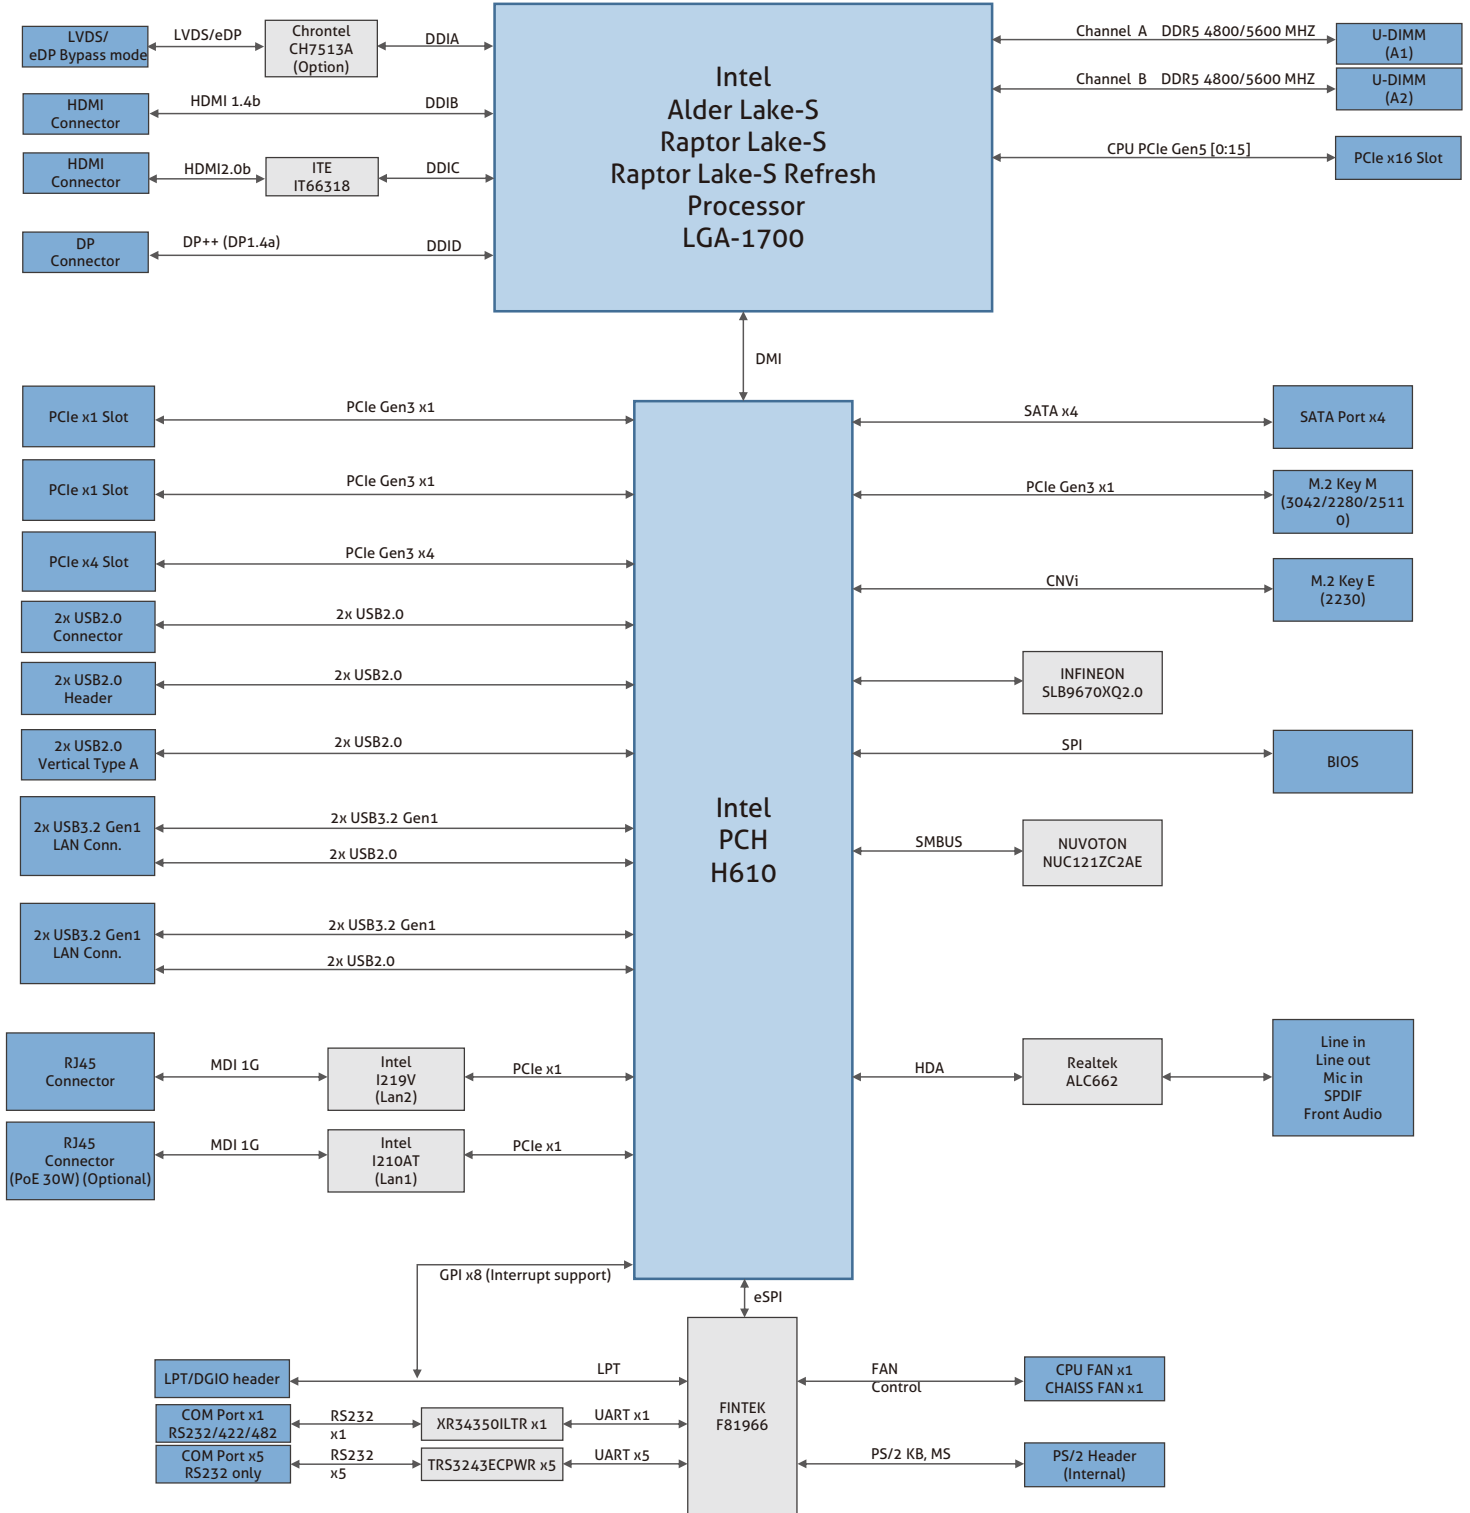 LVDS/
eDP Bypass mode
LVDS/eDP
Chrontel
CH7513A
(Option)
DDIA
HDMI
Connector
HDMI 1.4b
DDIB
HDMI
Connector
HDMI2.0b
ITE
IT66318
DDIC
DP
Connector
DP++ (DP1.4a)
DDID
Intel
Alder Lake-S
Raptor Lake-S
Raptor Lake-S Refresh
Processor
LGA-1700
Channel A DDR5 4800/5600 MHZ
U-DIMM
(A1)
Channel B DDR5 4800/5600 MHZ
U-DIMM
(A2)
CPU PCIe Gen5 [0:15]
PCIe x16 Slot
DMI
PCIe x1 Slot
PCIe Gen3 x1
PCIe x1 Slot
PCIe Gen3 x1
PCIe x4 Slot
PCIe Gen3 x4
2x USB2.0
Connector
2x USB2.0
2x USB2.0
Header
2x USB2.0
2x USB2.0
Vertical Type A
2x USB2.0
2x USB3.2 Gen1
LAN Conn.
2x USB3.2 Gen1
2x USB2.0
2x USB3.2 Gen1
LAN Conn.
2x USB3.2 Gen1
2x USB2.0
RJ45
Connector
MDI 1G
Intel
I219V
(Lan2)
PCIe x1
RJ45
Connector
(PoE 30W) (Optional)
MDI 1G
Intel
I210AT
(Lan1)
PCIe x1
Intel
PCH
H610
SATA x4
SATA Port x4
PCIe Gen3 x1
M.2 Key M
(3042/2280/2511
0)
CNVi
M.2 Key E
(2230)
INFINEON
SLB9670XQ2.0
SPI
BIOS
SMBUS
NUVOTON
NUC121ZC2AE
HDA
Realtek
ALC662
Line in
Line out
Mic in
SPDIF
Front Audio
GPI x8 (Interrupt support)
eSPI
LPT/DGIO header
LPT
COM Port x1
RS232/422/482
RS232
x1
XR34350ILTR x1
UART x1
COM Port x5
RS232 only
RS232
x5
TRS3243ECPWR x5
UART x5
FINTEK
F81966
FAN
Control
CPU FAN x1
CHAISS FAN x1
PS/2 KB, MS
PS/2 Header
(Internal)